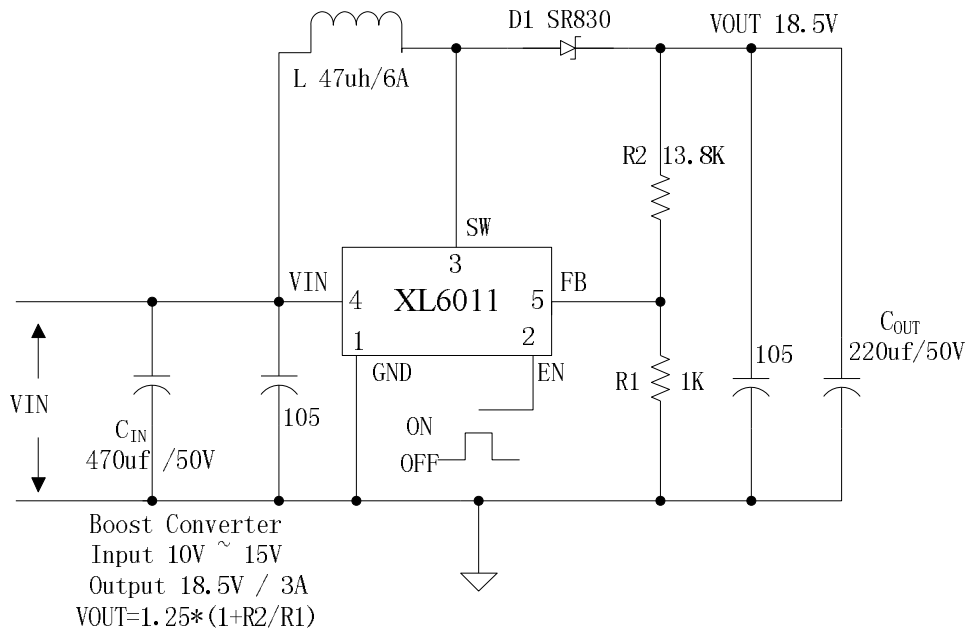 D1 SR830
VOUT 18.5V
L 47uh/6A
R2 13.8K
SW
3
VIN
4
XL6011
5
FB
1
2
GND
EN
R1 1K
105
COUT
220uf/50V
VIN
CIN
470uf /50V
105
ON
OFF
Boost Converter
Input 10V ~ 15V
Output 18.5V / 3A
VOUT=1.25*(1+R2/R1)